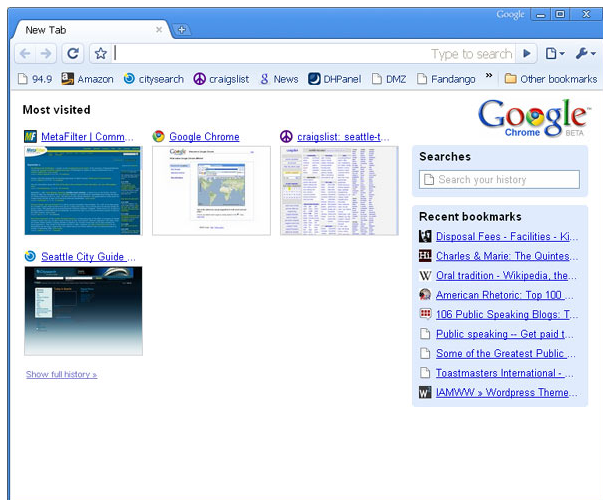 Google
New Tab
Type to search
94.9 Amazon citysearch craigslist News DHPanel DMZ Fandango » Other bookmarks
Most visited
Google
Chrome BETA
MetaFilter | Comm...
Google Chrome
craigslist: seattle-t...
Seattle City Guide ...
Show full history »
Searches
Search your history
Recent bookmarks
Disposal Fees - Facilities - Ki...
Charles & Marie: The Quintes...
Oral tradition - Wikipedia, the...
American Rhetoric: Top 100 ...
106 Public Speaking Blogs: T...
Public speaking -- Get paid t...
Some of the Greatest Public ...
Toastmasters International - ...
IAMWW » Wordpress Theme...